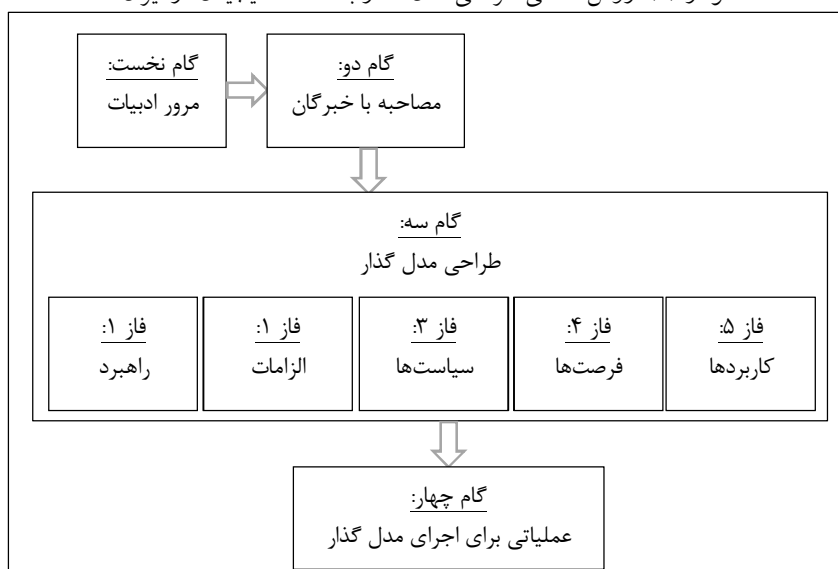 گام نخست:
مرور ادبیات
گام دو:
مصاحبه با خبرگان
گام سه:
طراحی مدل گذار
فاز ۱:
راهبرد
فاز ۱:
الزامات
فاز ۳:
سیاست‌ها
فاز ۴:
فرصت‌ها
فاز ۵:
کاربردها
گام چهار:
عملیاتی برای اجرای مدل گذار